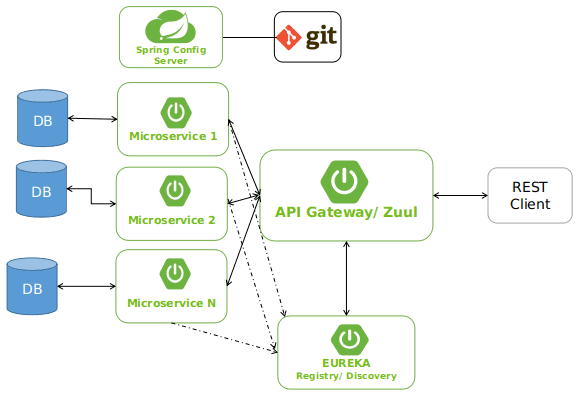 Spring Config
Server
git
DB
Microservice 1
DB
Microservice 2
API Gateway/ Zuul
REST
Client
DB
Microservice N
EUREKA
Registry/ Discovery